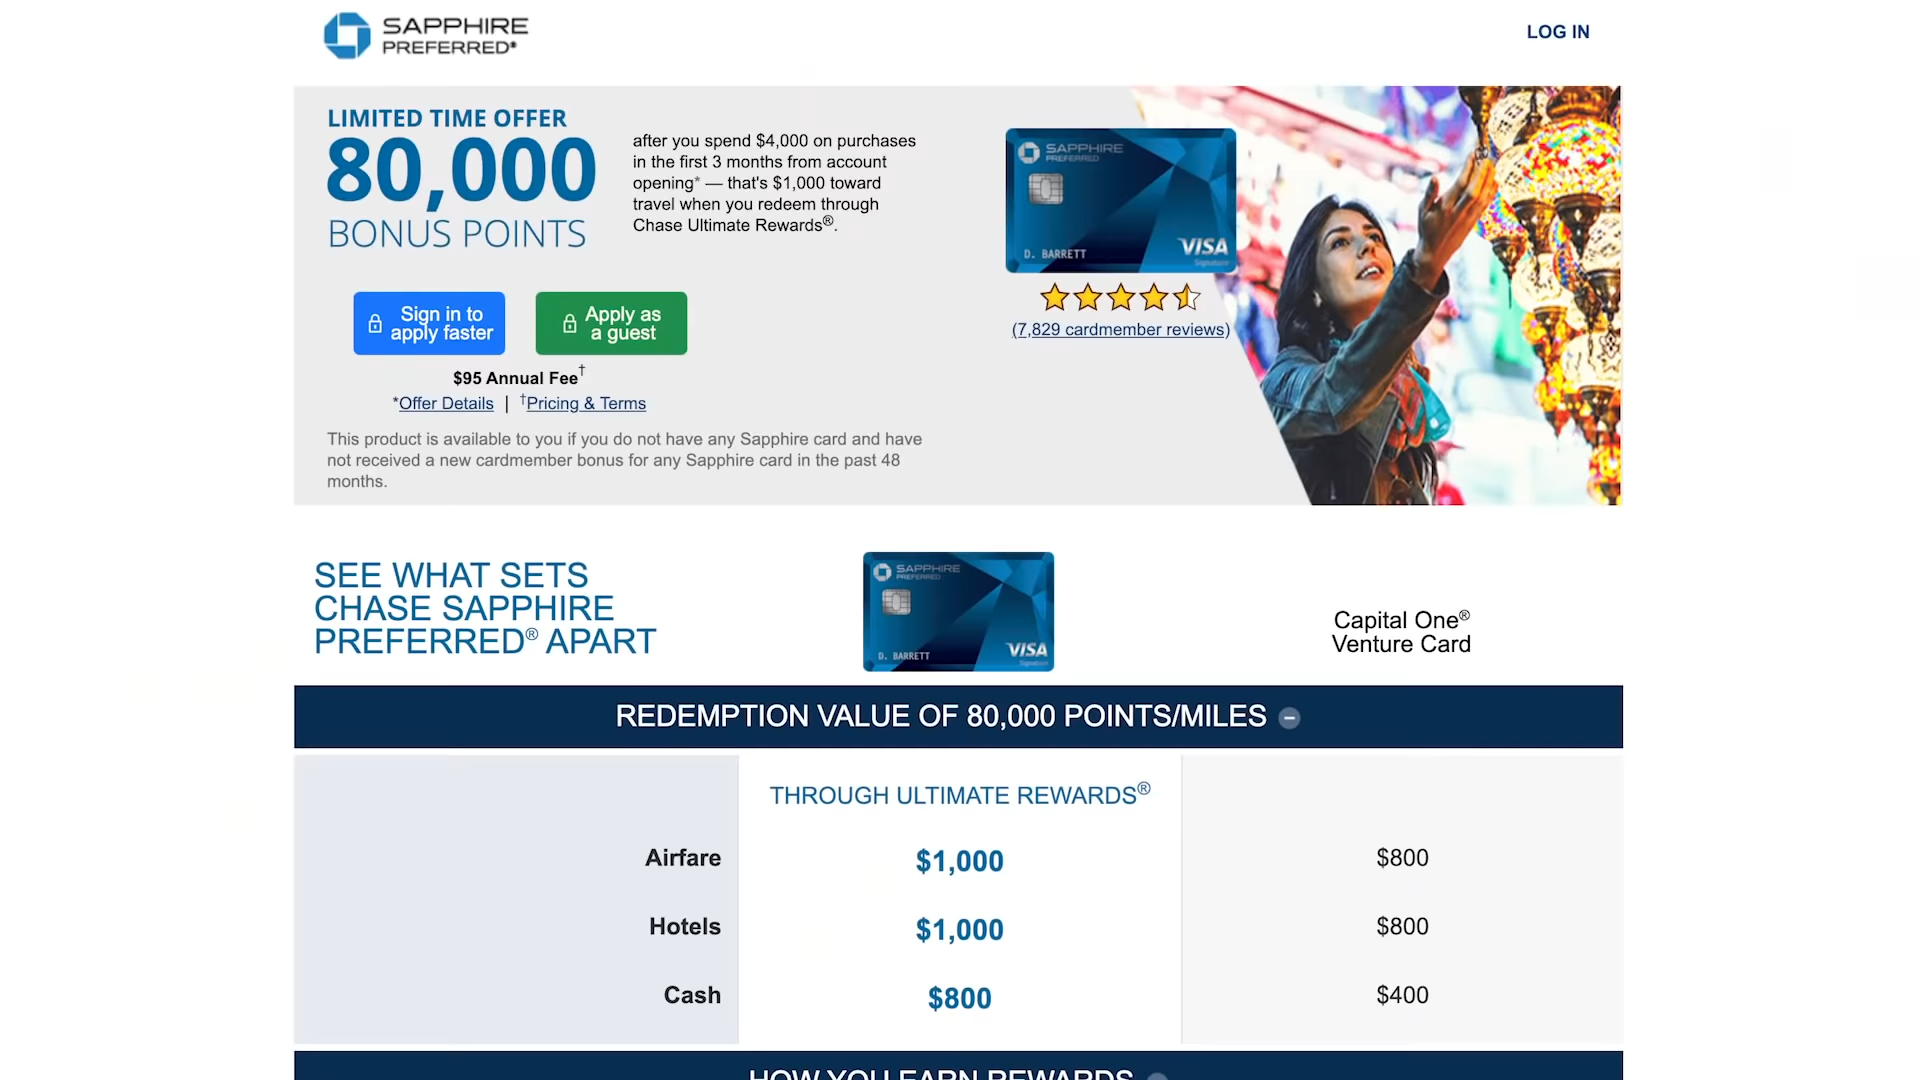 SAPPHIRE
PREFERRED®
LOG IN
LIMITED TIME OFFER
80,000
BONUS POINTS
after you spend $4,000 on purchases
in the first 3 months from account
opening* — that's $1,000 toward
travel when you redeem through
Chase Ultimate Rewards®.
Sign in to
apply faster
Apply as
a guest
$95 Annual Fee†
*Offer Details | †Pricing & Terms
This product is available to you if you do not have any Sapphire card and have
not received a new cardmember bonus for any Sapphire card in the past 48
months.
SAPPHIRE
PREFERRED
D. BARRETT
VISA
Signature
(7,829 cardmember reviews)
SEE WHAT SETS
CHASE SAPPHIRE
PREFERRED® APART
SAPPHIRE
PREFERRED
D. BARRETT
VISA
Signature
Capital One®
Venture Card
REDEMPTION VALUE OF 80,000 POINTS/MILES
THROUGH ULTIMATE REWARDS®
Airfare $1,000 $800
Hotels $1,000 $800
Cash $800 $400
HOW YOU EARN REWARDS